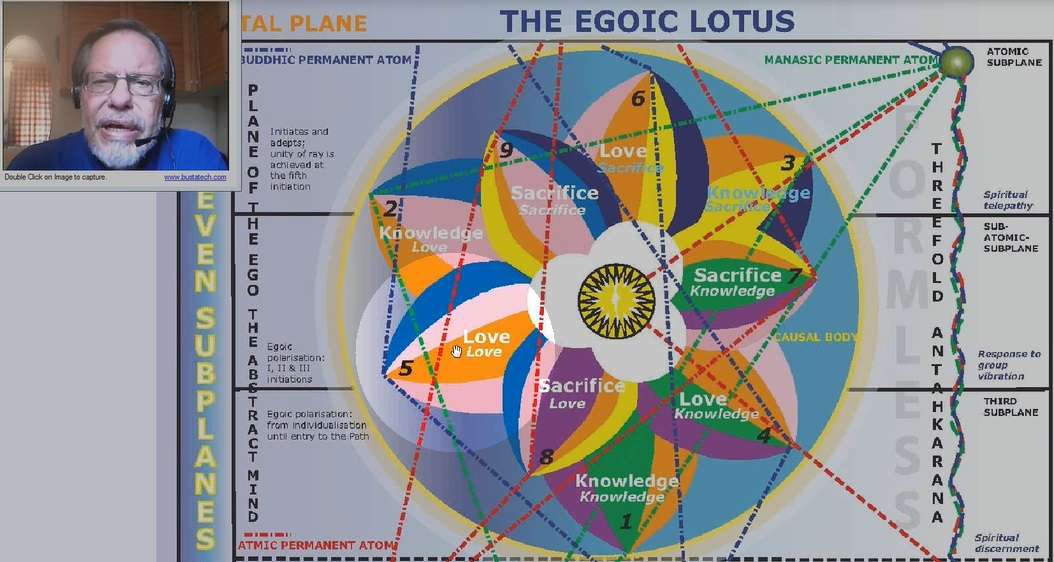 TAL PLANE
THE EGOIC LOTUS
Double Click on Image to capture.
www.bustatech.com
BUDDHIC PERMANENT ATOM
MANASIC PERMANENT ATOM
ATOMIC
SUBPLANE
PLANE OF THE EGO THE ABSTRACT MIND
Initiates and
adepts;
unity of ray is
achieved at
the fifth
initiation
EVEN SUBPLANES
6
Love
Sacrifice
9
Sacrifice
Sacrifice
3
Knowledge
Sacrifice
2
Knowledge
Love
7
Sacrifice
Knowledge
FORMLESS
THREEFOLD ANTAHKARANA
Spiritual
telepathy
SUB-
ATOMIC-
SUBPLANE
CAUSAL BODY
Egoic
polarisation:
I, II & III
initiations
Love
Love
5
Response to
group
vibration
Sacrifice
Love
8
Love
Knowledge
4
THIRD
SUBPLANE
Egoic polarisation:
from individualisation
until entry to the Path
Knowledge
Knowledge
1
ATMIC PERMANENT ATOM
Spiritual
discernment